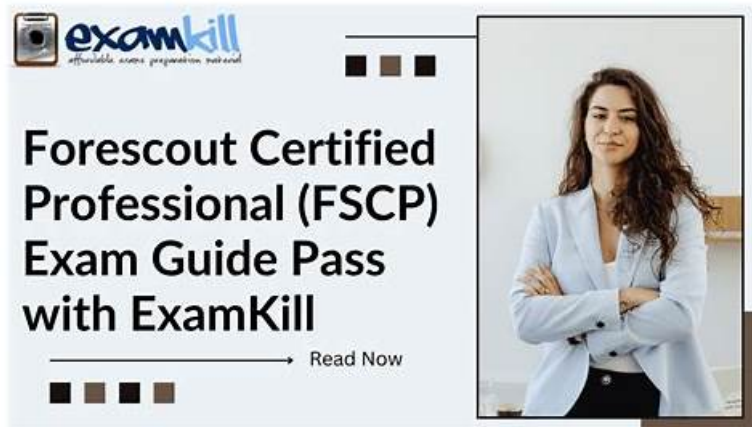 examkill
affordable exams preparation material
Forescout Certified
Professional (FSCP)
Exam Guide Pass
with ExamKill
Read Now